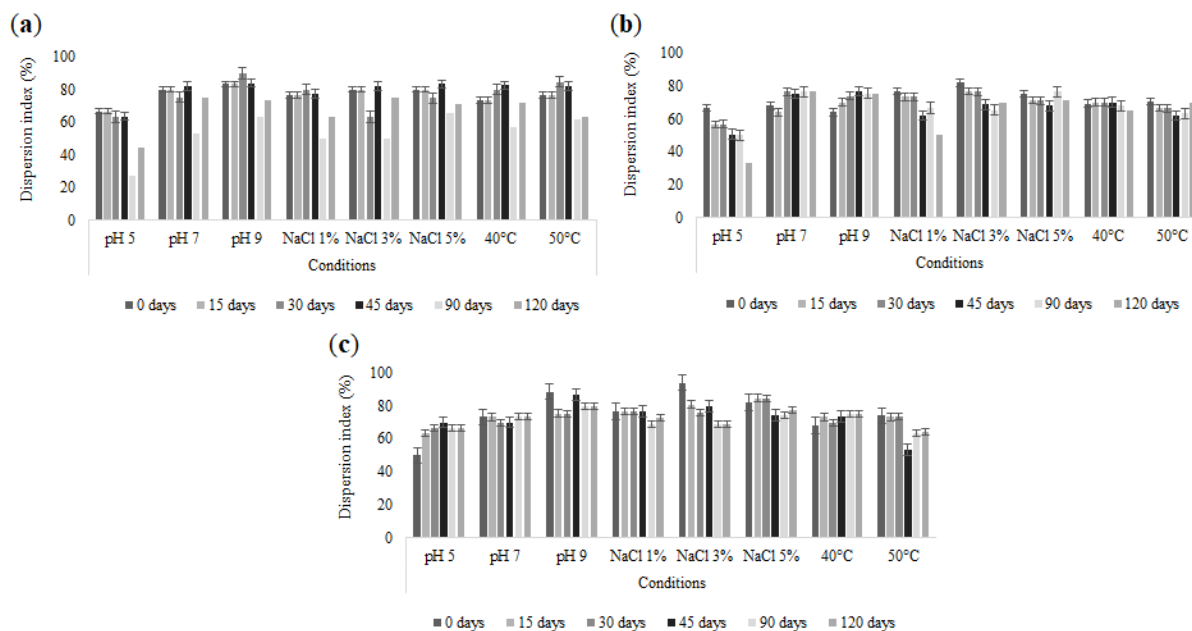 (a)
Dispersion index (%)
100
80
60
40
20
0
pH 5 pH 7 pH 9 NaCl 1% NaCl 3% NaCl 5% 40°C 50°C
Conditions
0 days 15 days 30 days 45 days 90 days 120 days
(b)
Dispersion index (%)
100
80
60
40
20
0
pH 5 pH 7 pH 9 NaCl 1% NaCl 3% NaCl 5% 40°C 50°C
Conditions
0 days 15 days 30 days 45 days 90 days 120 days
(c)
Dispersion index (%)
100
80
60
40
20
0
pH 5 pH 7 pH 9 NaCl 1% NaCl 3% NaCl 5% 40°C 50°C
Conditions
0 days 15 days 30 days 45 days 90 days 120 days